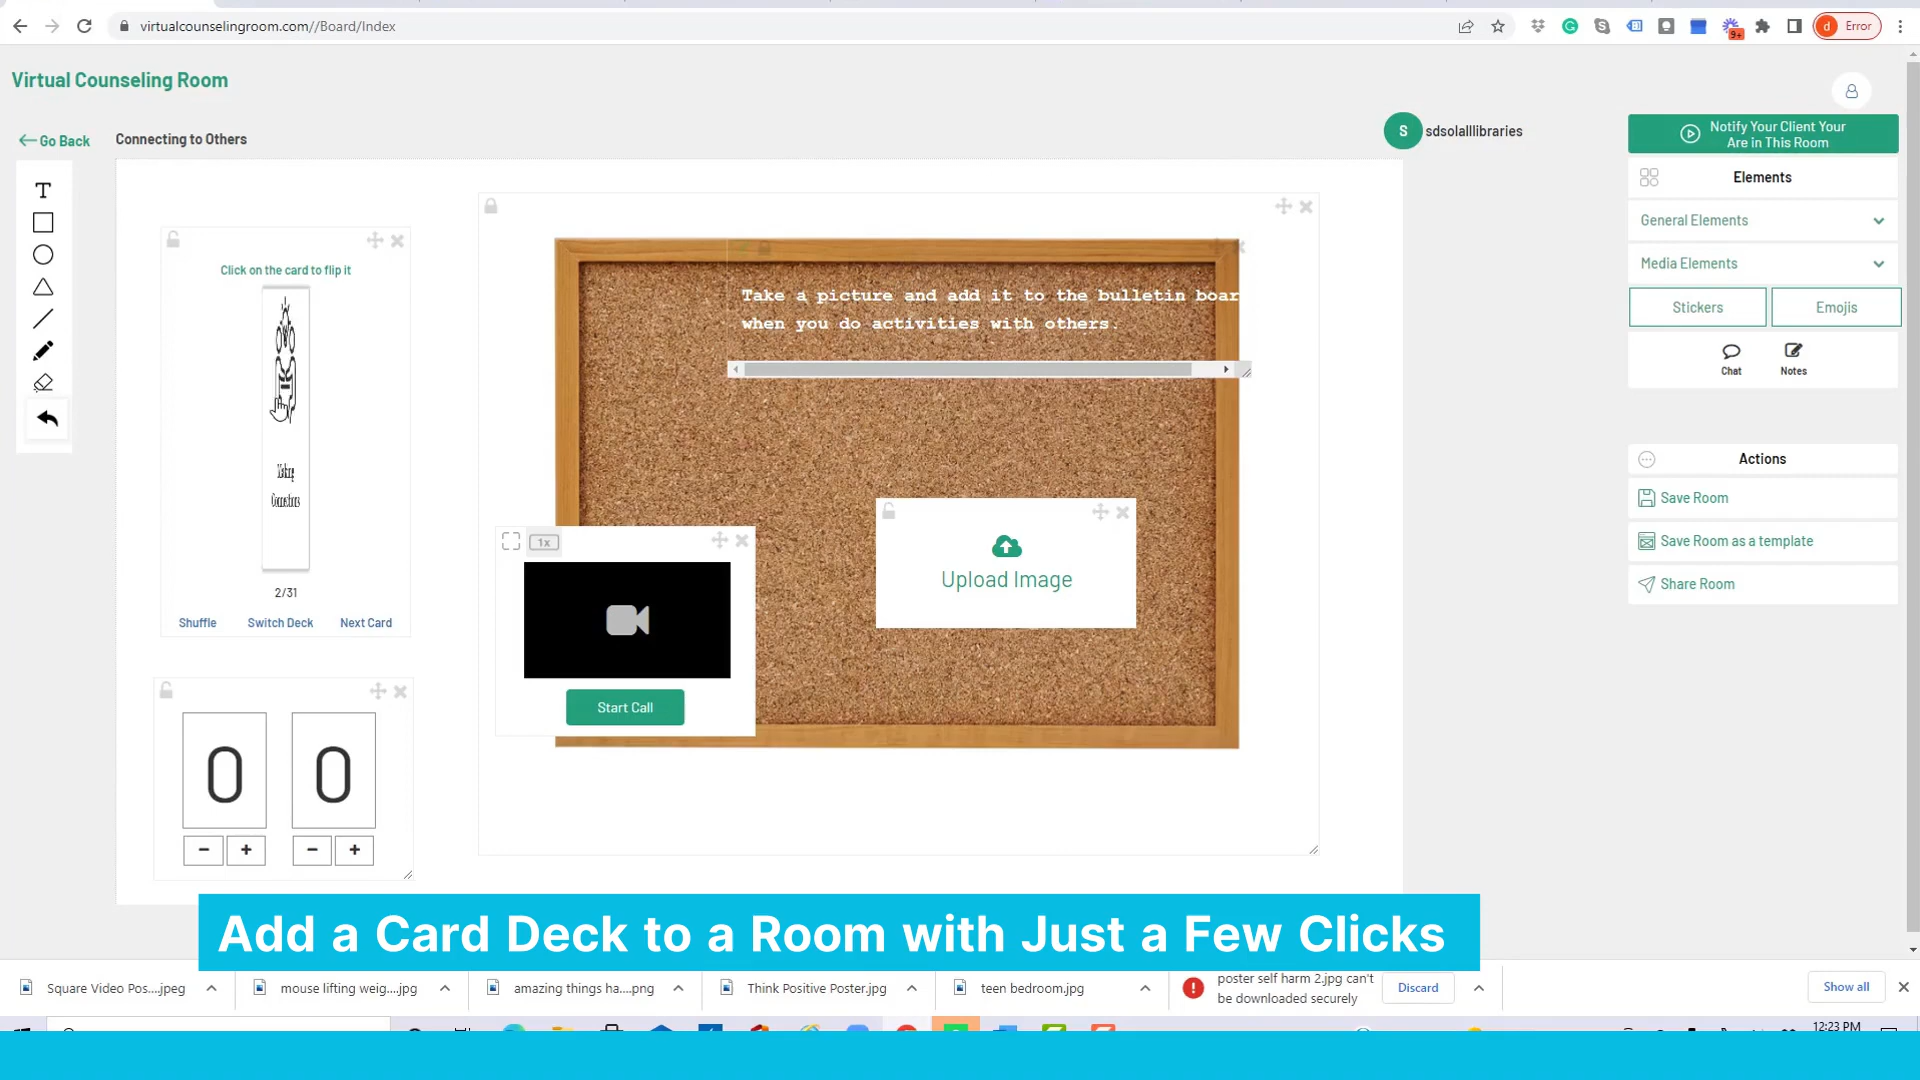 virtualcounselingroom.com//Board/Index
9+
d
Error
Virtual Counseling Room
Go Back
Connecting to Others
S
sdsolalllibraries
Notify Your Client Your
Are in This Room
Elements
General Elements
Media Elements
Stickers
Emojis
Chat
Notes
Actions
Save Room
Save Room as a template
Share Room
T
Click on the card to flip it
Making
Connections
2/31
Shuffle
Switch Deck
Next Card
Take a picture and add it to the bulletin boar
when you do activities with others.
1x
Upload Image
Start Call
0
0
- +
- +
Add a Card Deck to a Room with Just a Few Clicks
Square Video Pos....jpeg
mouse lifting weig....jpg
amazing things ha....png
Think Positive Poster.jpg
teen bedroom.jpg
poster self harm 2.jpg can't
be downloaded securely
Discard
Show all
12:23 PM